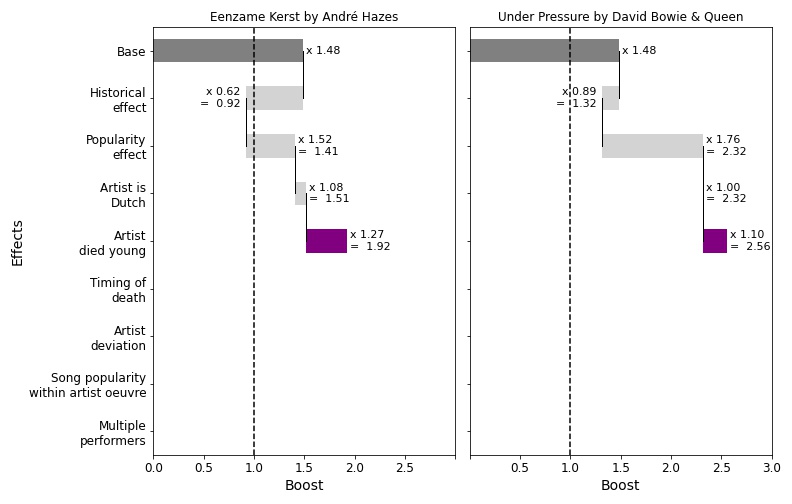 Eenzame Kerst by André Hazes
Under Pressure by David Bowie & Queen
Effects
Base
Historical
effect
Popularity
effect
Artist is
Dutch
Artist
died young
Timing of
death
Artist
deviation
Song popularity
within artist oeuvre
Multiple
performers
x 1.48
x 0.62
= 0.92
x 1.52
= 1.41
x 1.08
= 1.51
x 1.27
= 1.92
0.0 0.5 1.0 1.5 2.0 2.5
Boost
x 1.48
x 0.89
= 1.32
x 1.76
= 2.32
x 1.00
= 2.32
x 1.10
= 2.56
0.5 1.0 1.5 2.0 2.5 3.0
Boost